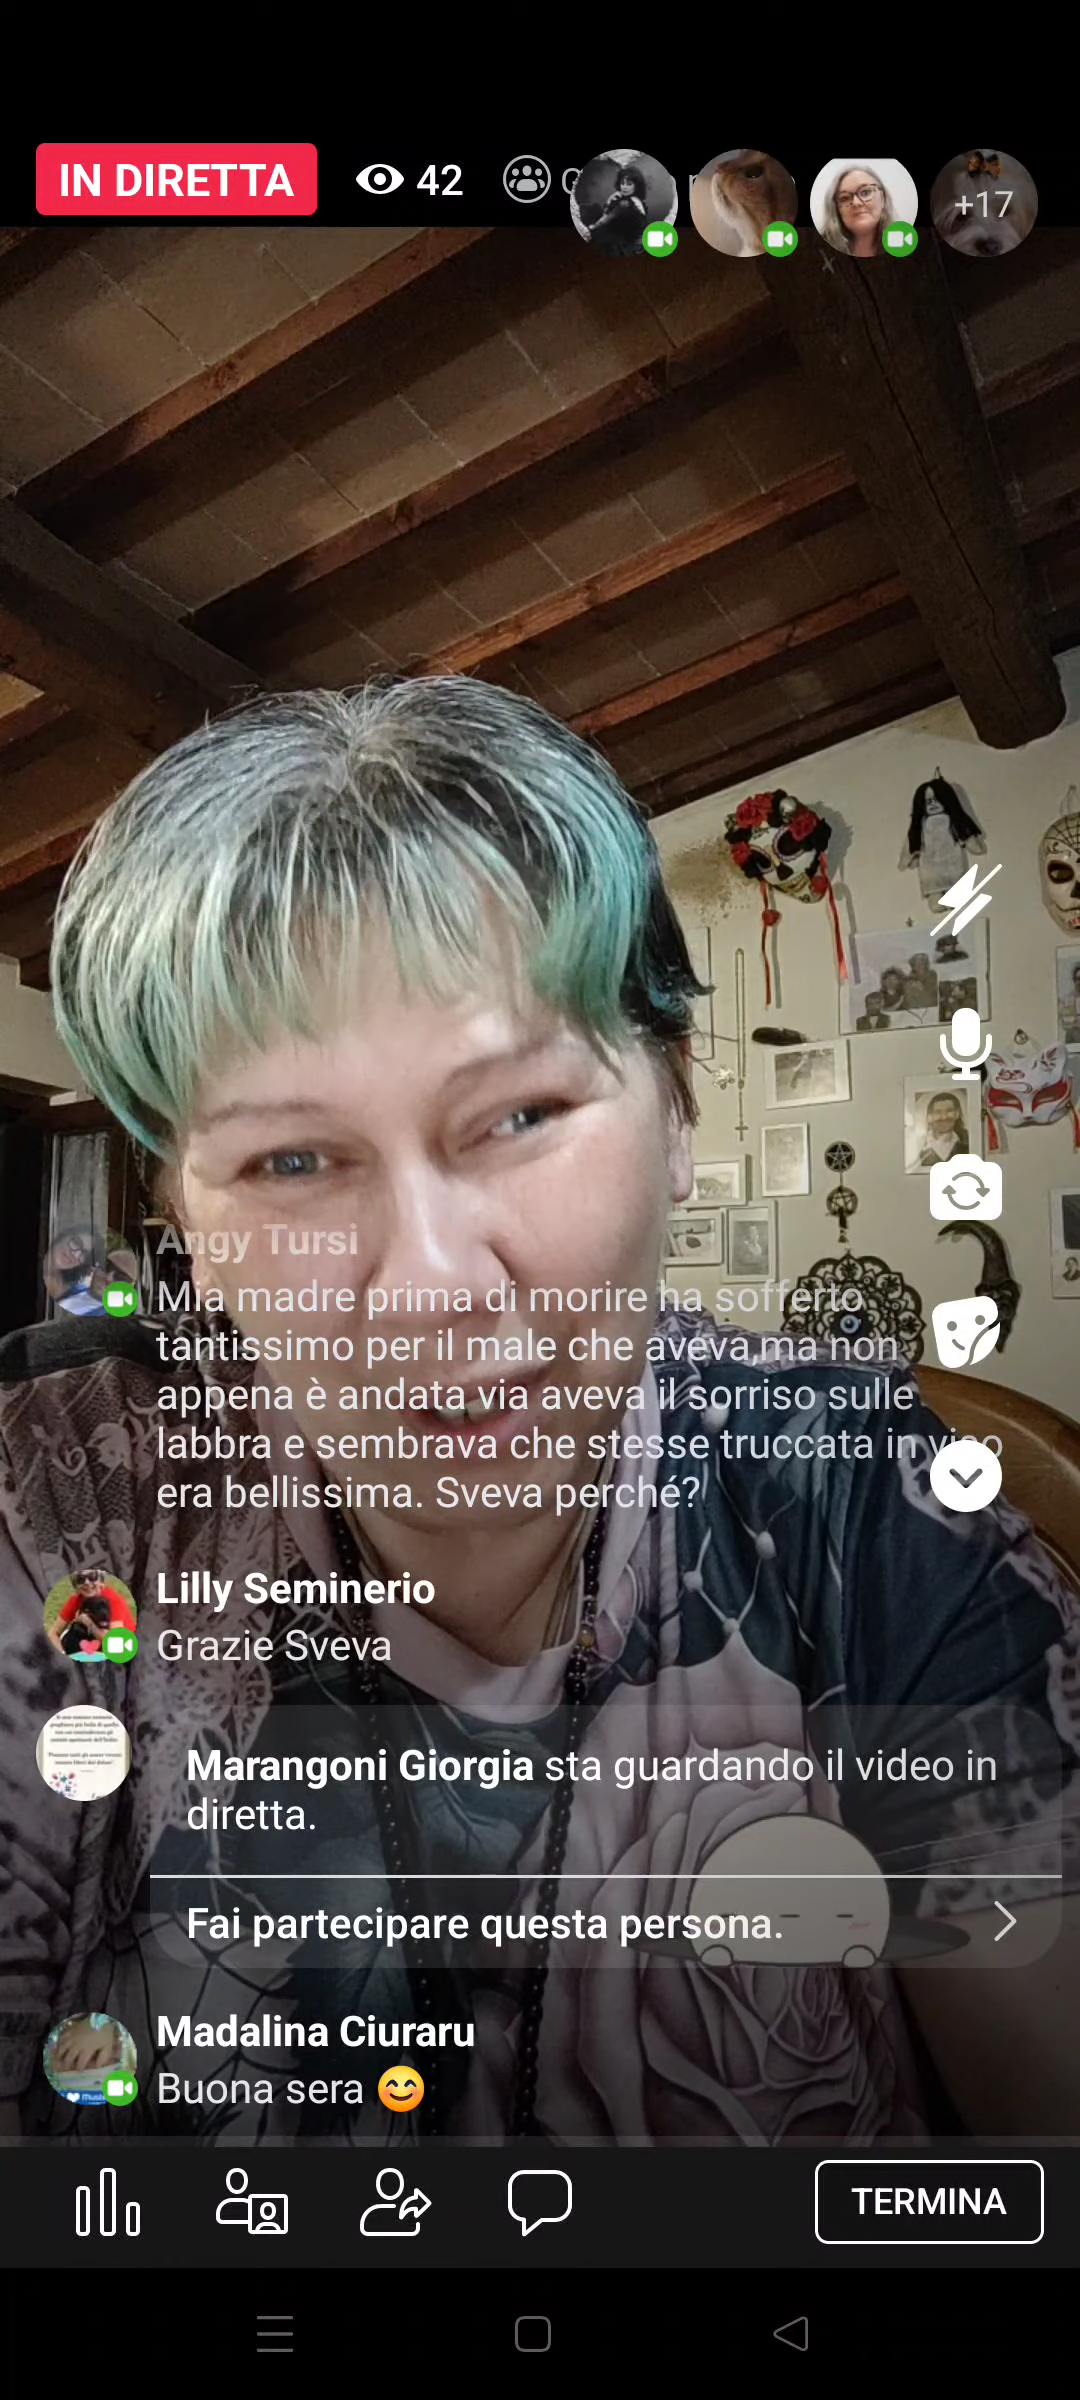 IN DIRETTA
42
+17
Angy Tursi
Mia madre prima di morire ha sofferto
tantissimo per il male che aveva,ma non
appena è andata via aveva il sorriso sulle
labbra e sembrava che stesse truccata in viso
era bellissima. Sveva perché?
Lilly Seminerio
Grazie Sveva
Marangoni Giorgia sta guardando il video in
diretta.
Fai partecipare questa persona.
Madalina Ciuraru
Buona sera 😊
TERMINA